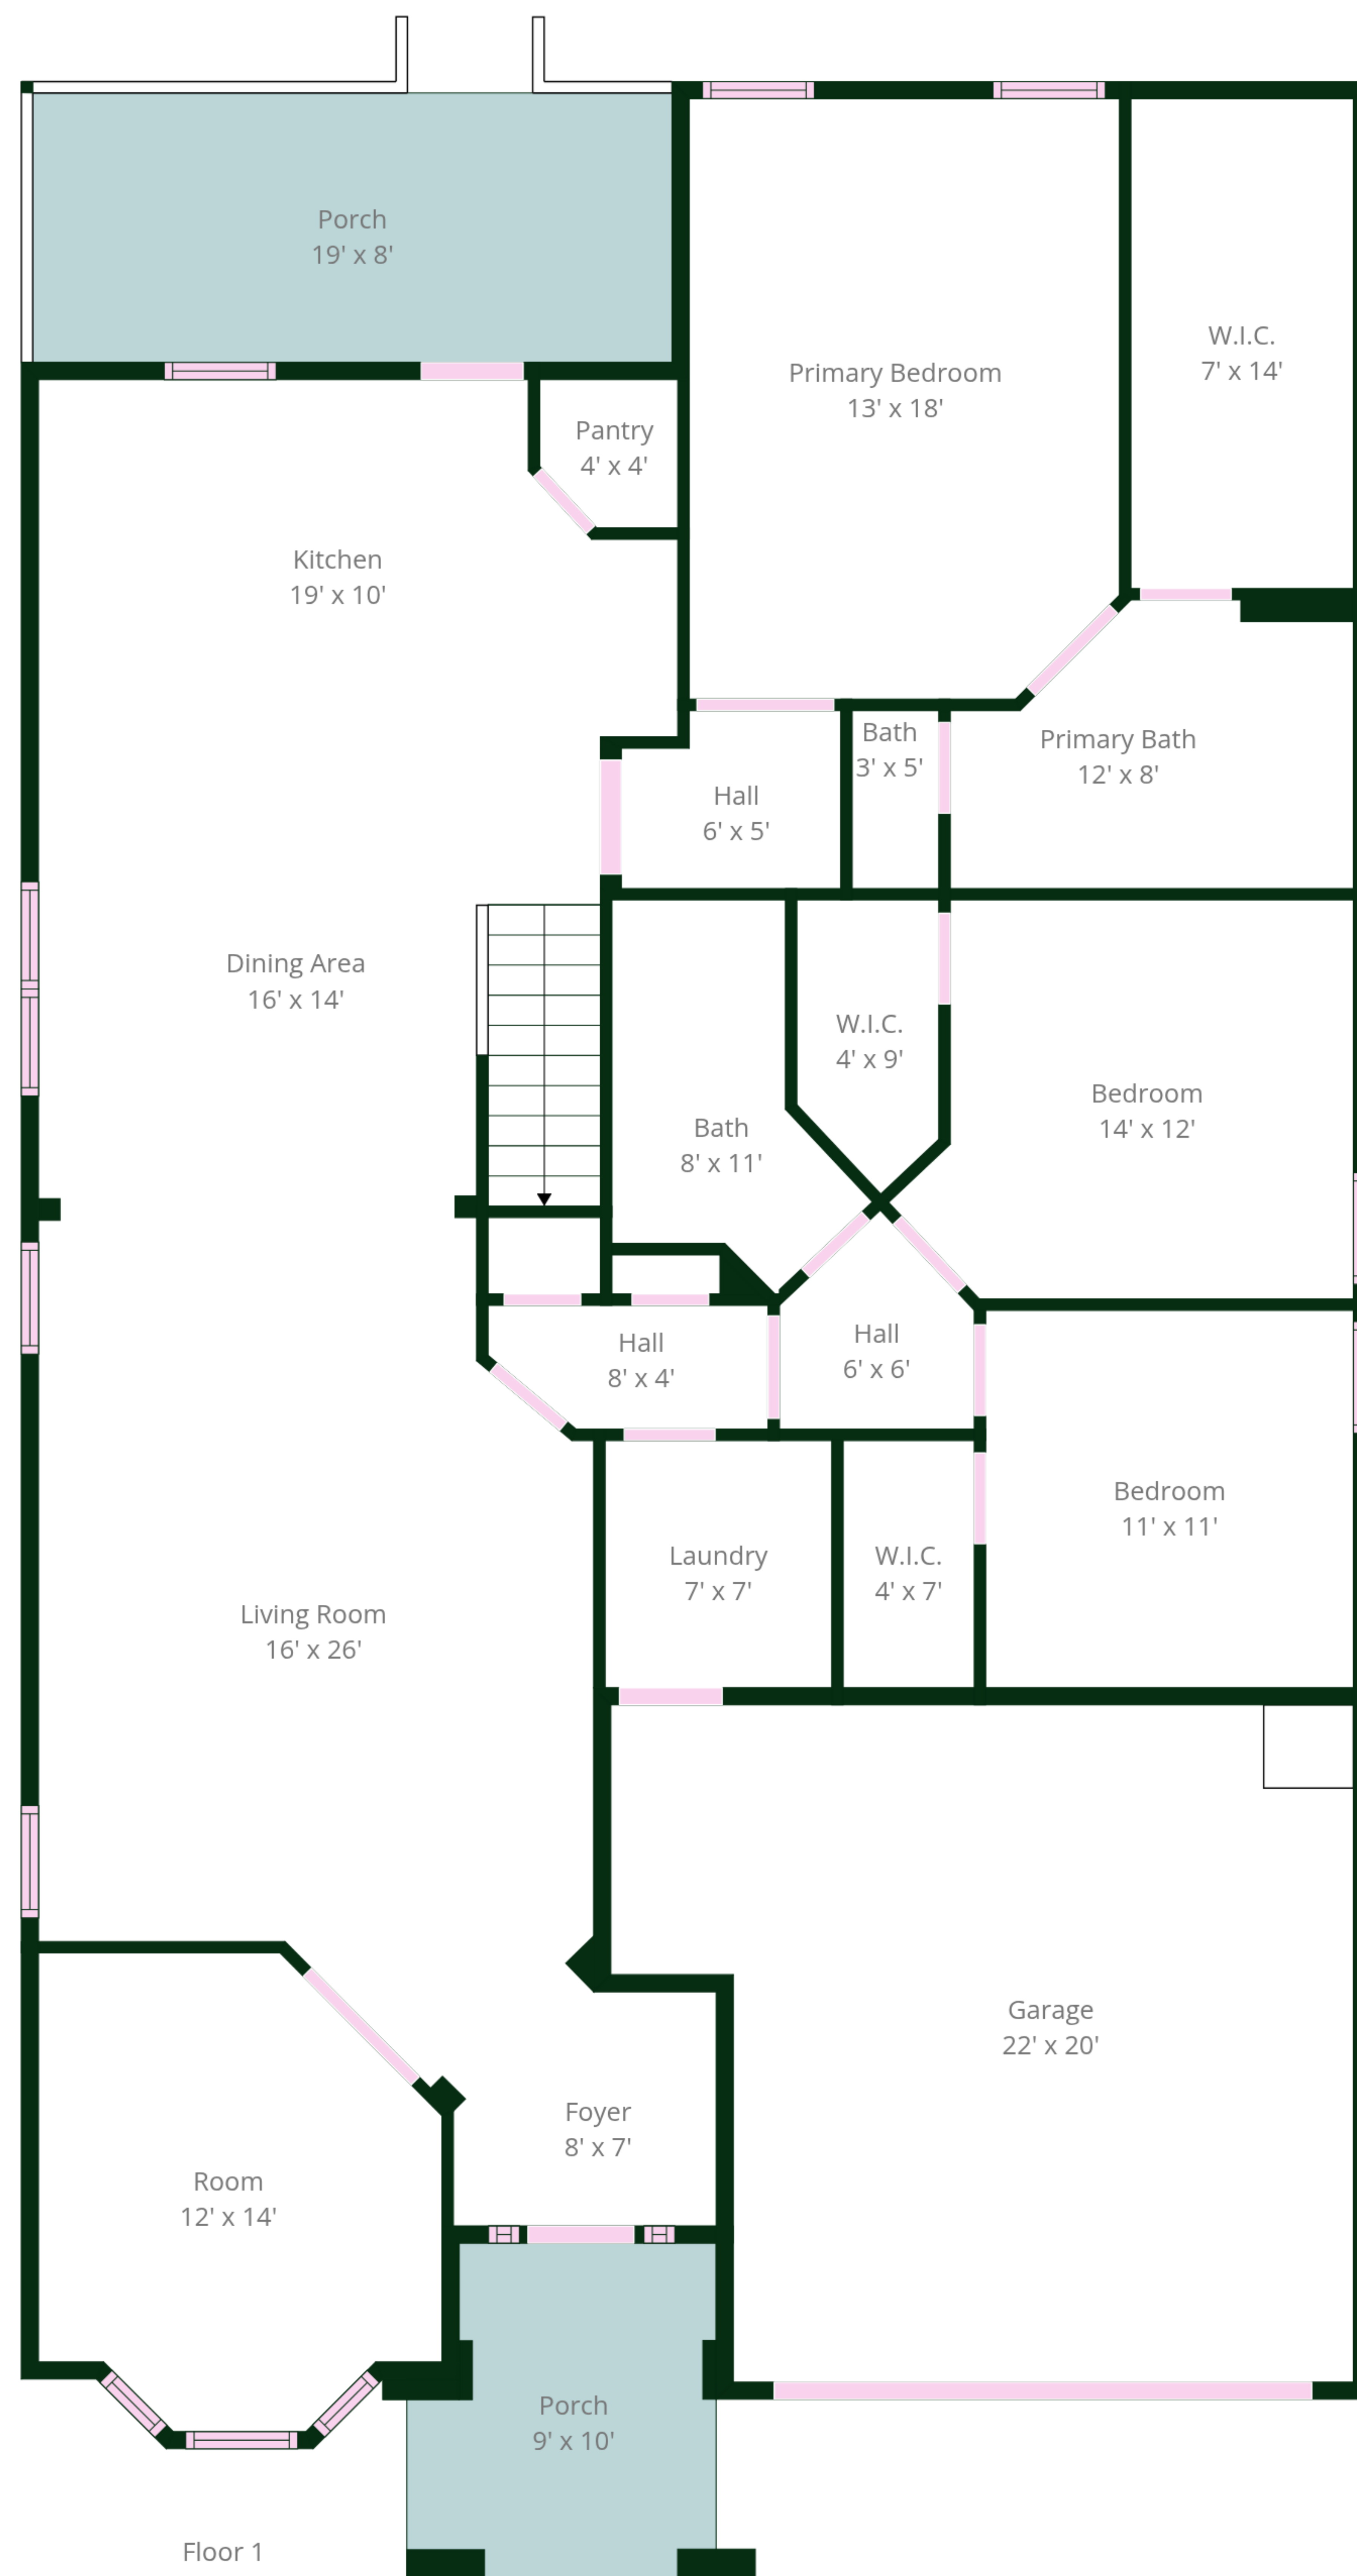 Porch
19' x 8'
W.I.C.
7' x 14'
Primary Bedroom
13' x 18'
Pantry
4' x 4'
Kitchen
19' x 10'
Bath
3' x 5'
Primary Bath
12' x 8'
Hall
6' x 5'
Dining Area
16' x 14'
W.I.C.
4' x 9'
Bedroom
14' x 12'
Bath
8' x 11'
Hall
8' x 4'
Hall
6' x 6'
Bedroom
11' x 11'
Laundry
7' x 7'
W.I.C.
4' x 7'
Living Room
16' x 26'
Garage
22' x 20'
Foyer
8' x 7'
Room
12' x 14'
Porch
9' x 10'
Floor 1